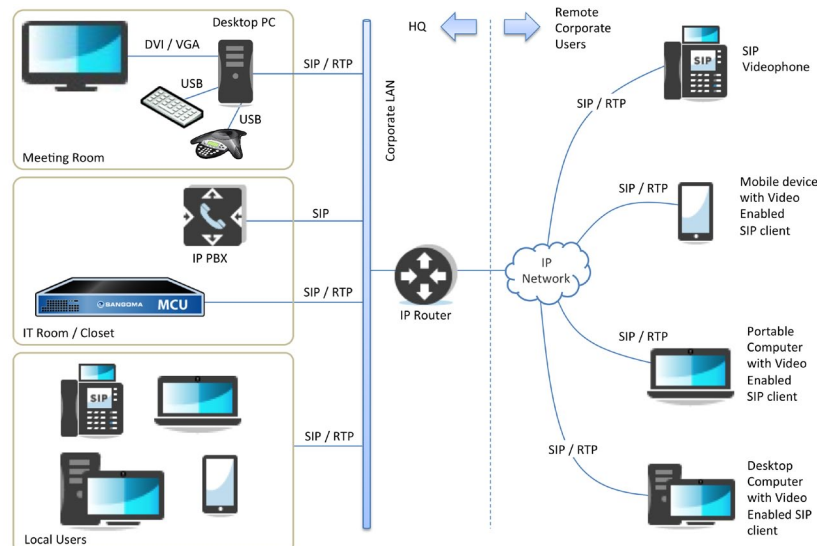 Desktop PC
DVI / VGA
USB
USB
SIP / RTP
Meeting Room
IP PBX
SIP
SANGOMA MCU
SIP / RTP
IT Room / Closet
SIP
SIP / RTP
Local Users
Corporate LAN
HQ
Remote
Corporate
Users
IP Router
IP
Network
SIP / RTP
SIP
SIP
Videophone
SIP / RTP
Mobile device
with Video
Enabled
SIP client
SIP / RTP
Portable
Computer
with Video
Enabled
SIP client
SIP / RTP
Desktop
Computer
with Video
Enabled SIP
client